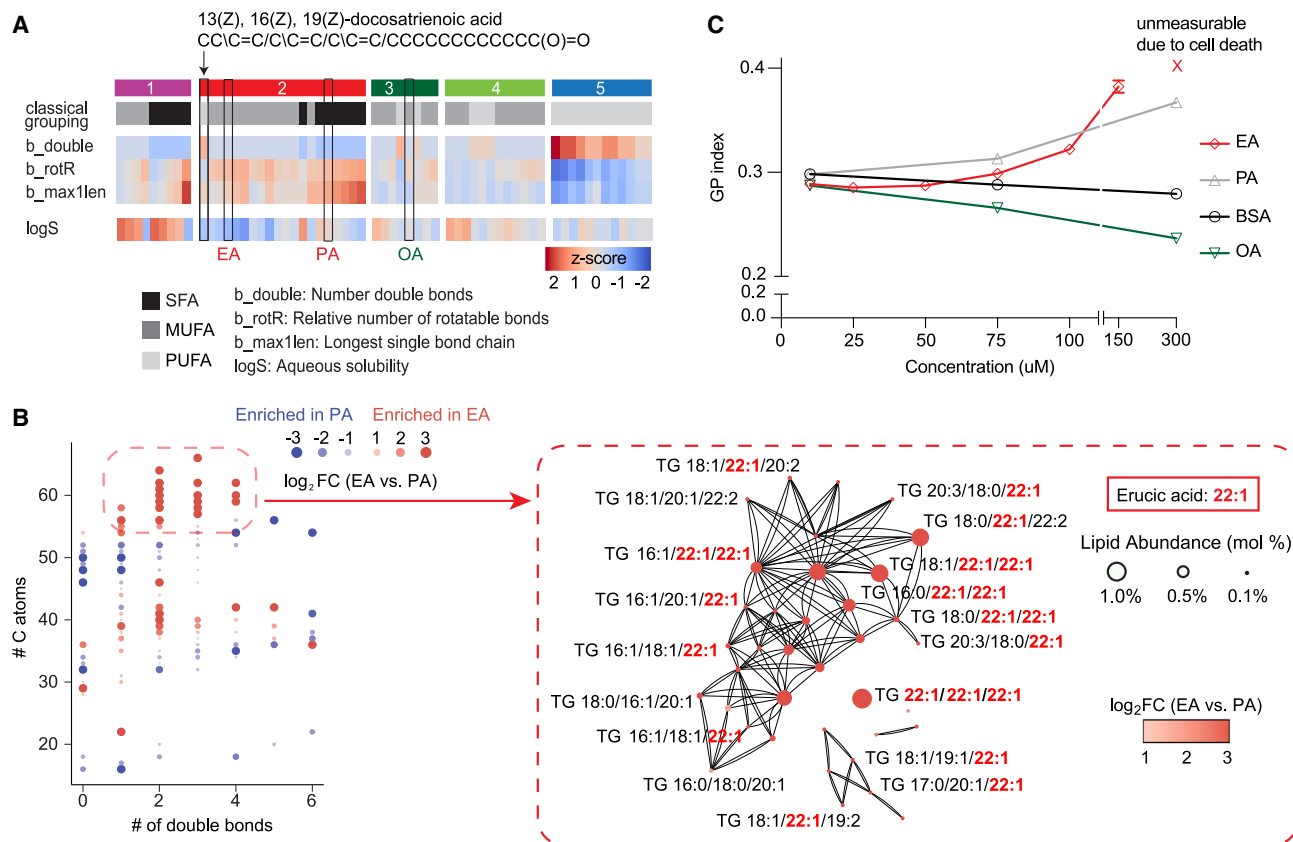 A
13(Z), 16(Z), 19(Z)-docosatrienoic acid
CC\C=C/C\C=C/C\C=C/CCCCCCCCCCCC(O)=O
1 2 3 4 5
classical
grouping
b_double
b_rotR
b_max1len
logS
EA PA OA
z-score
2 1 0 -1 -2
SFA
MUFA
PUFA
b_double: Number double bonds
b_rotR: Relative number of rotatable bonds
b_max1len: Longest single bond chain
logS: Aqueous solubility
C
unmeasurable
due to cell death
X
0.4
0.3
0.2
0.2
0.0
GP index
0 25 50 75 100 150 300
Concentration (uM)
EA
PA
BSA
OA
B
Enriched in PA Enriched in EA
-3 -2 -1 1 2 3
log2 FC (EA vs. PA)
60
50
40
30
20
# C atoms
0 2 4 6
# of double bonds
TG 18:1/22:1/20:2
TG 18:1/20:1/22:2
TG 20:3/18:0/22:1
TG 18:0/22:1/22:2
TG 16:1/22:1/22:1
TG 18:1/22:1/22:1
TG 16:0/22:1/22:1
TG 16:1/20:1/22:1
TG 18:0/22:1/22:1
TG 20:3/18:0/22:1
TG 16:1/18:1/22:1
TG 22:1/22:1/22:1
TG 18:0/16:1/20:1
TG 16:1/18:1/22:1
TG 18:1/19:1/22:1
TG 16:0/18:0/20:1
TG 17:0/20:1/22:1
TG 18:1/22:1/19:2
Erucic acid: 22:1
Lipid Abundance (mol %)
1.0% 0.5% 0.1%
log2FC (EA vs. PA)
1 2 3